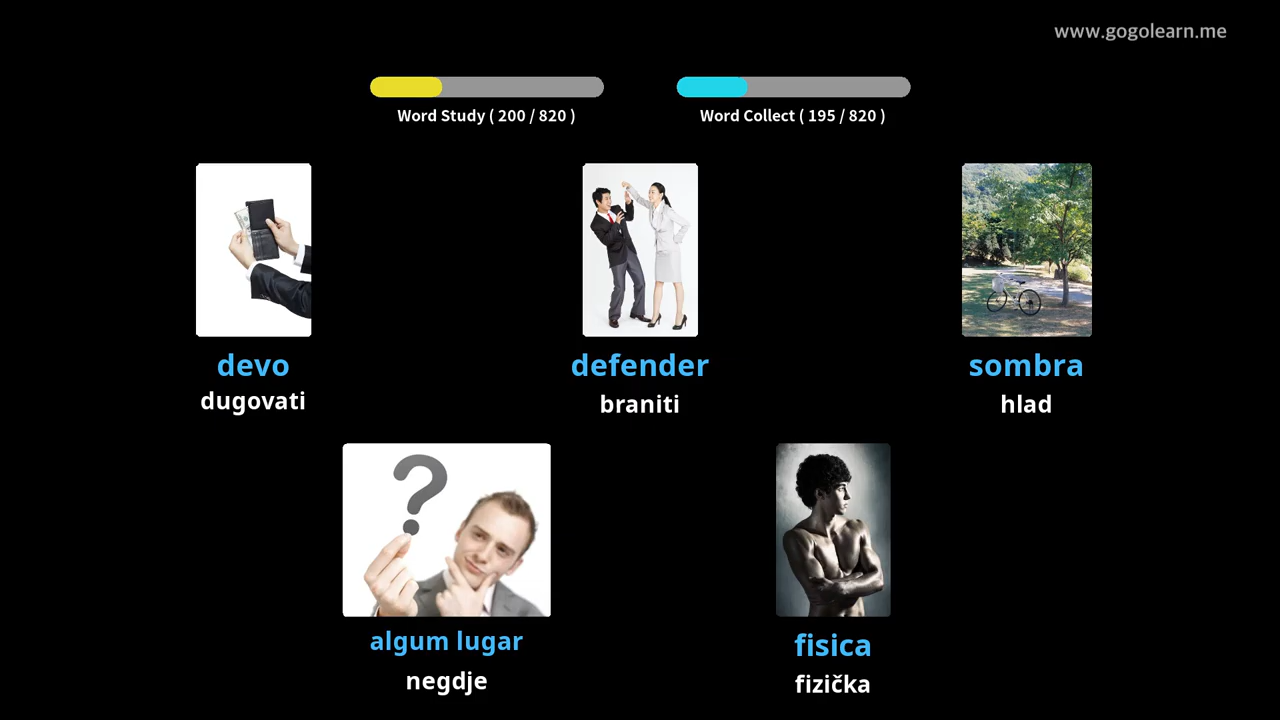 www.gogolearn.me
Word Study ( 200 / 820 )
Word Collect ( 195 / 820 )
devo
dugovati
defender
braniti
sombra
hlad
algum lugar
negdje
fisica
fizička